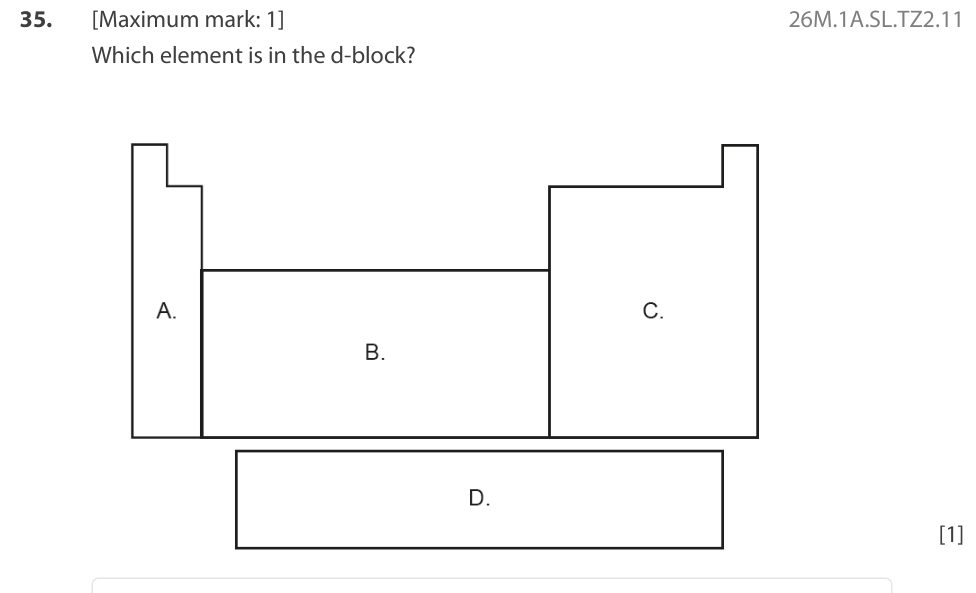 35. [Maximum mark: 1] 26M.1A.SL.TZ2.11
Which element is in the d-block?
A.
B.
C.
D.
[1]